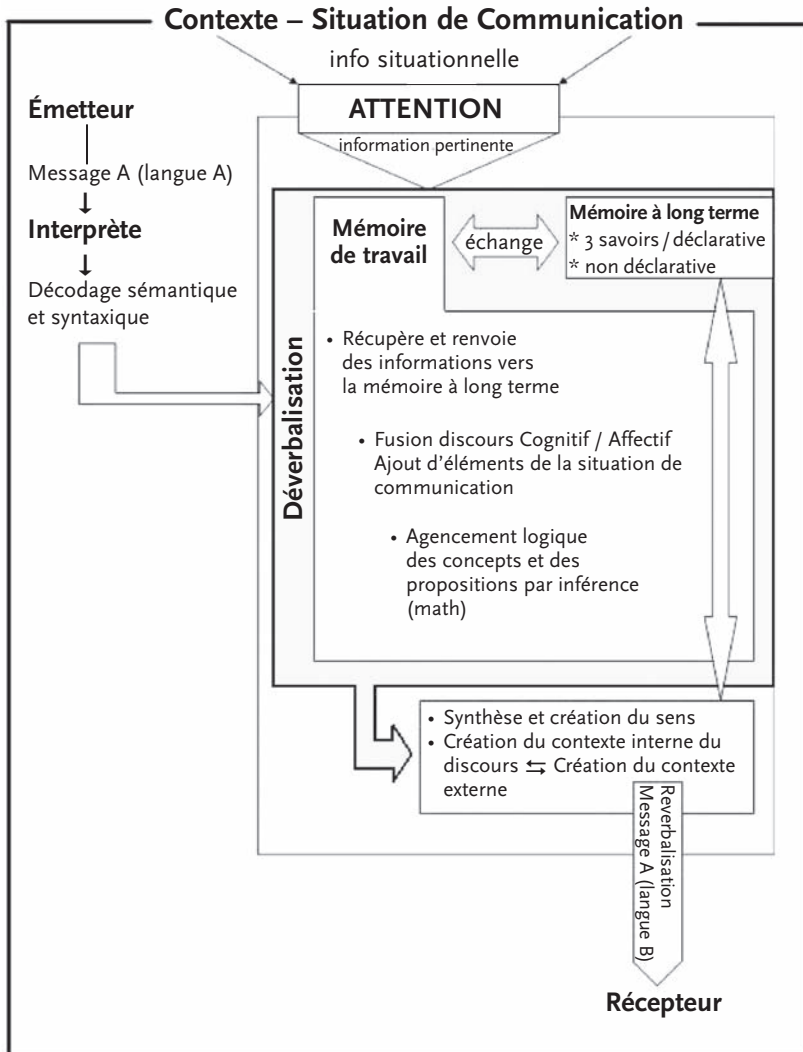 Contexte – Situation de Communication
info situationnelle
ATTENTION
information pertinente
Émetteur
Message A (langue A)
Interprète
Décodage sémantique
et syntaxique
Mémoire
de travail
échange
Mémoire à long terme
* 3 savoirs / déclarative
* non déclarative
Déverbalisation
• Récupère et renvoie
des informations vers
la mémoire à long terme
• Fusion discours Cognitif / Affectif
Ajout d’éléments de la situation de
communication
• Agencement logique
des concepts et des
propositions par inférence
(math)
• Synthèse et création du sens
• Création du contexte interne du
discours ⇆ Création du contexte
externe
Reverbalisation
Message A (langue B)
Récepteur